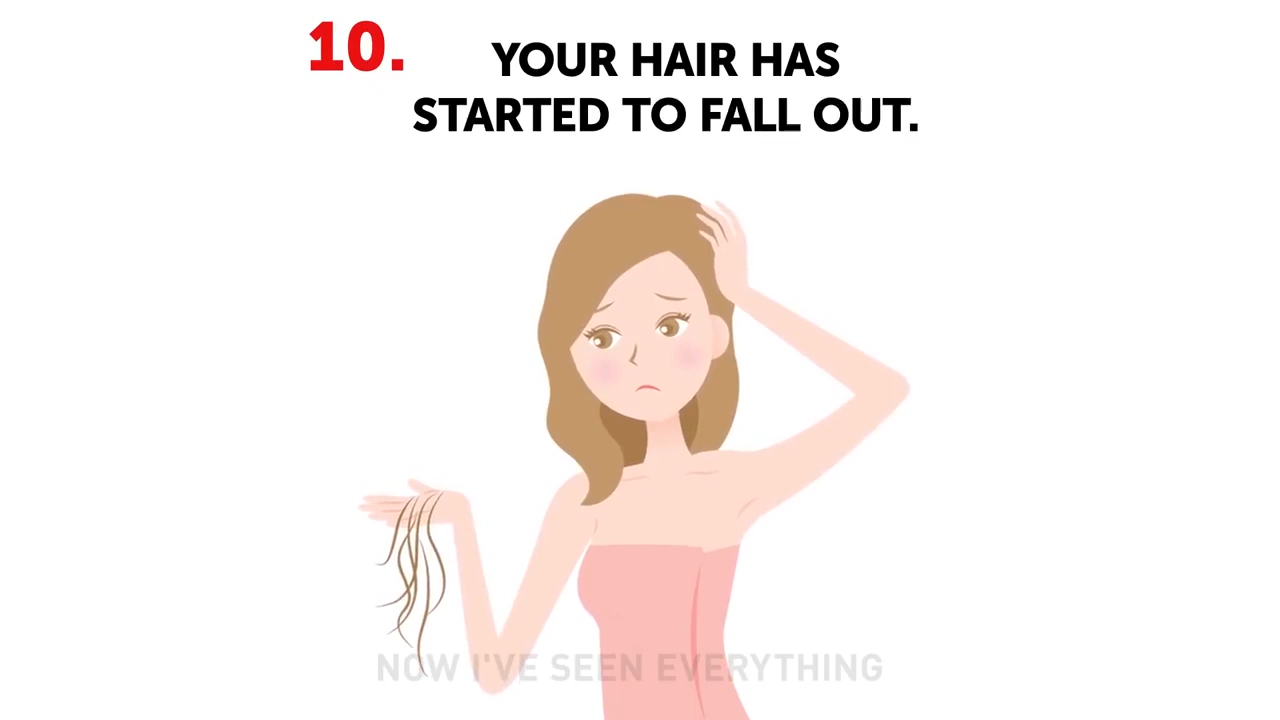 10.
YOUR HAIR HAS
STARTED TO FALL OUT.
NOW I'VE SEEN EVERYTHING